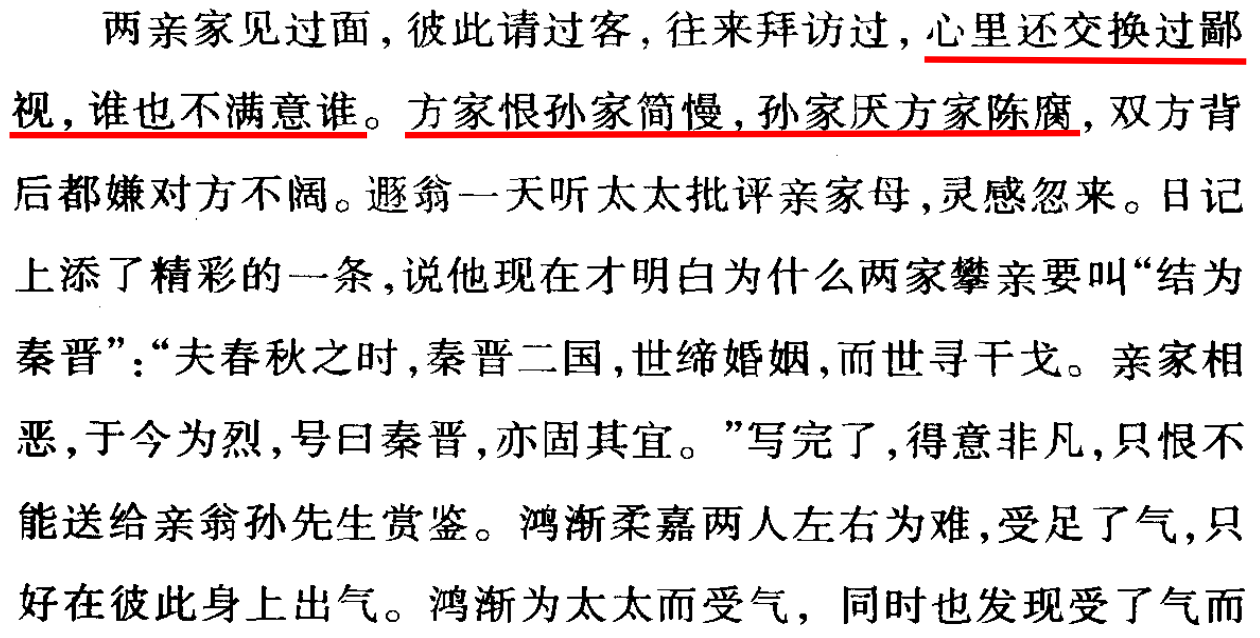 两亲家见过面，彼此请过客，往来拜访过，心里还交换过鄙
视，谁也不满意谁。方家恨孙家简慢，孙家厌方家陈腐，双方背
后都嫌对方不阔。遯翁一天听太太批评亲家母，灵感忽来。日记
上添了精彩的一条，说他现在才明白为什么两家攀亲要叫“结为
秦晋”：“夫春秋之时，秦晋二国，世缔婚姻，而世寻干戈。亲家相
恶，于今为烈，号曰秦晋，亦固其宜。”写完了，得意非凡，只恨不
能送给亲翁孙先生赏鉴。鸿渐柔嘉两人左右为难，受足了气，只
好在彼此身上出气。鸿渐为太太而受气，同时也发现受了气而